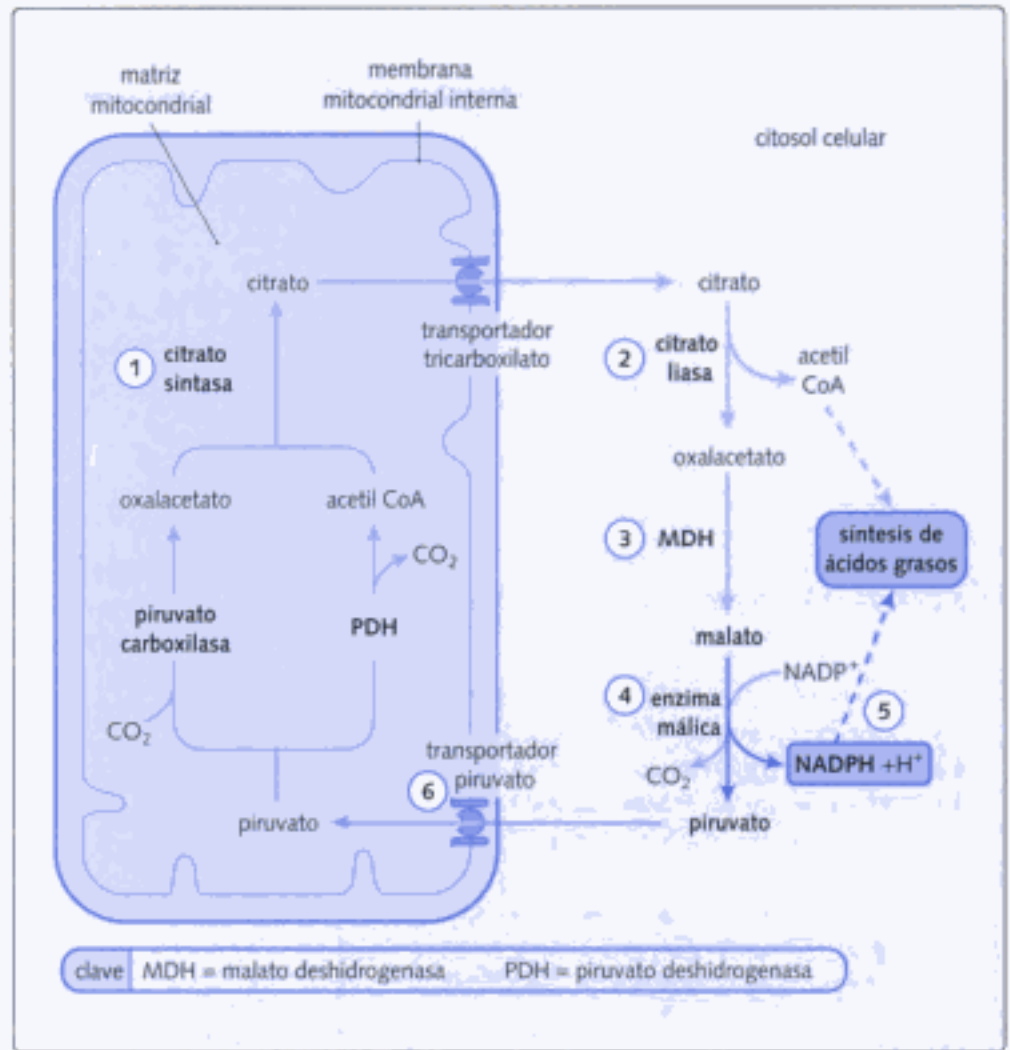 matriz
mitocondrial
membrana
mitocondrial interna
citosol celular
citrato
citrato
transportador
tricarboxilato
1
citrato
sintasa
2
citrato
liasa
acetil
CoA
oxalacetato
oxalacetato
acetil CoA
3
MDH
síntesis de
ácidos grasos
CO₂
piruvato
carboxilasa
PDH
malato
NADP⁺
4
enzima
málica
5
CO₂
transportador
piruvato
6
CO₂
NADPH +H⁺
piruvato
piruvato
clave
MDH = malato deshidrogenasa
PDH = piruvato deshidrogenasa